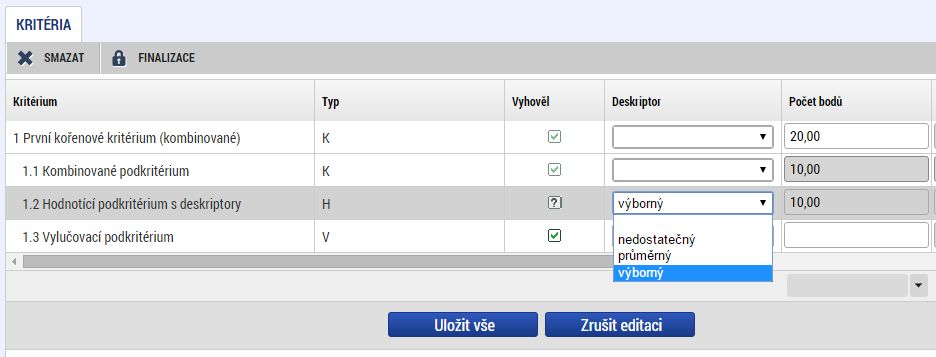 KRITÉRIA
SMAZAT FINALIZACE
Kritérium Typ Vyhověl Deskriptor Počet bodů
1 První kořenové kritérium (kombinované) K 20,00
1.1 Kombinované podkritérium K 10,00
1.2 Hodnotící podkritérium s deskriptory H ? výborný 10,00
1.3 Vylučovací podkritérium V
nedostatečný
průměrný
výborný
Uložit vše Zrušit editaci